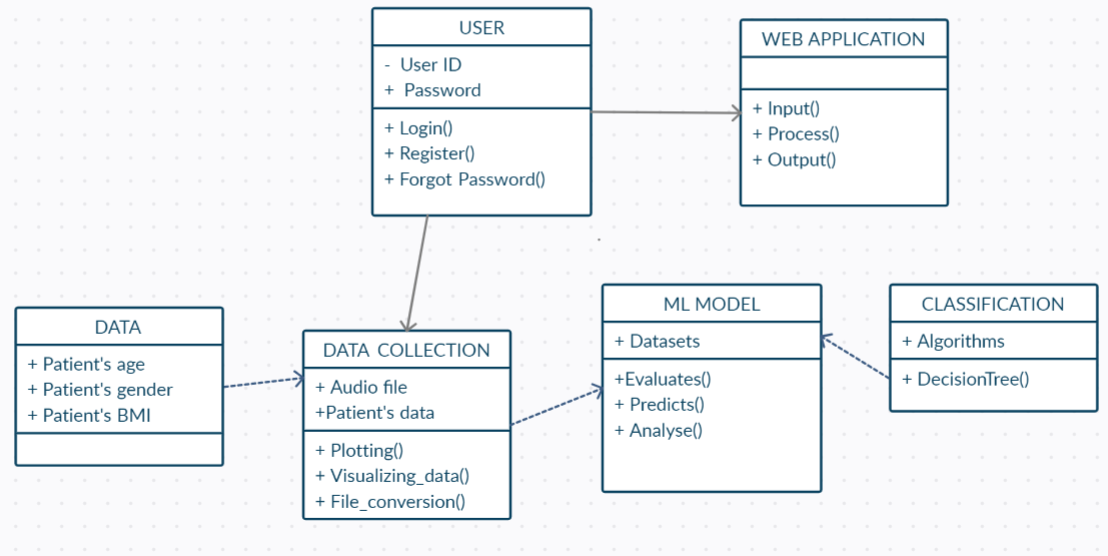 USER
- User ID
+ Password
+ Login()
+ Register()
+ Forgot Password()
WEB APPLICATION
+ Input()
+ Process()
+ Output()
DATA
+ Patient's age
+ Patient's gender
+ Patient's BMI
DATA COLLECTION
+ Audio file
+Patient's data
+ Plotting()
+ Visualizing_data()
+ File_conversion()
ML MODEL
+ Datasets
+Evaluates()
+ Predicts()
+ Analyse()
CLASSIFICATION
+ Algorithms
+ DecisionTree()